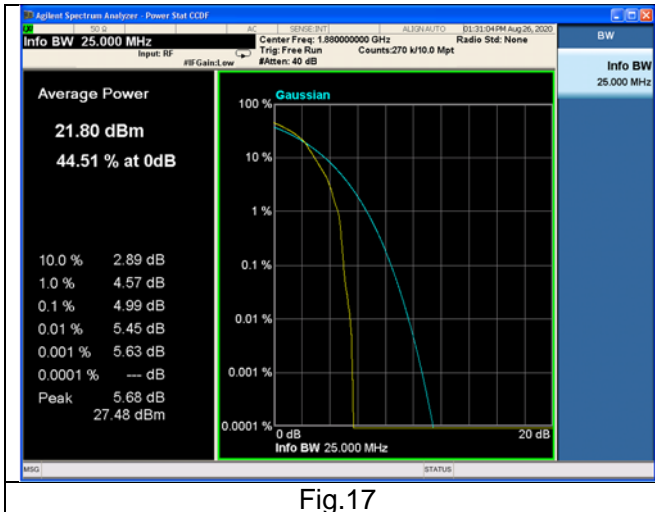 Agilent Spectrum Analyzer - Power Stat CCDF
50 Ω AC SENSE:INT ALIGN AUTO 01:31:04 PM Aug 26, 2020
Info BW 25.000 MHz
Input: RF
#IFGain:Low
Center Freq: 1.880000000 GHz
Radio Std: None
Trig: Free Run
Counts:270 k/10.0 Mpt
#Atten: 40 dB
BW
Info BW
25.000 MHz
Average Power
21.80 dBm
44.51 % at 0dB
10.0 % 2.89 dB
1.0 % 4.57 dB
0.1 % 4.99 dB
0.01 % 5.45 dB
0.001 % 5.63 dB
0.0001 % --- dB
Peak 5.68 dB
27.48 dBm
Gaussian
100 %
10 %
1 %
0.1 %
0.01 %
0.001 %
0.0001 %
0 dB 20 dB
Info BW 25.000 MHz
MSG STATUS
Fig.17